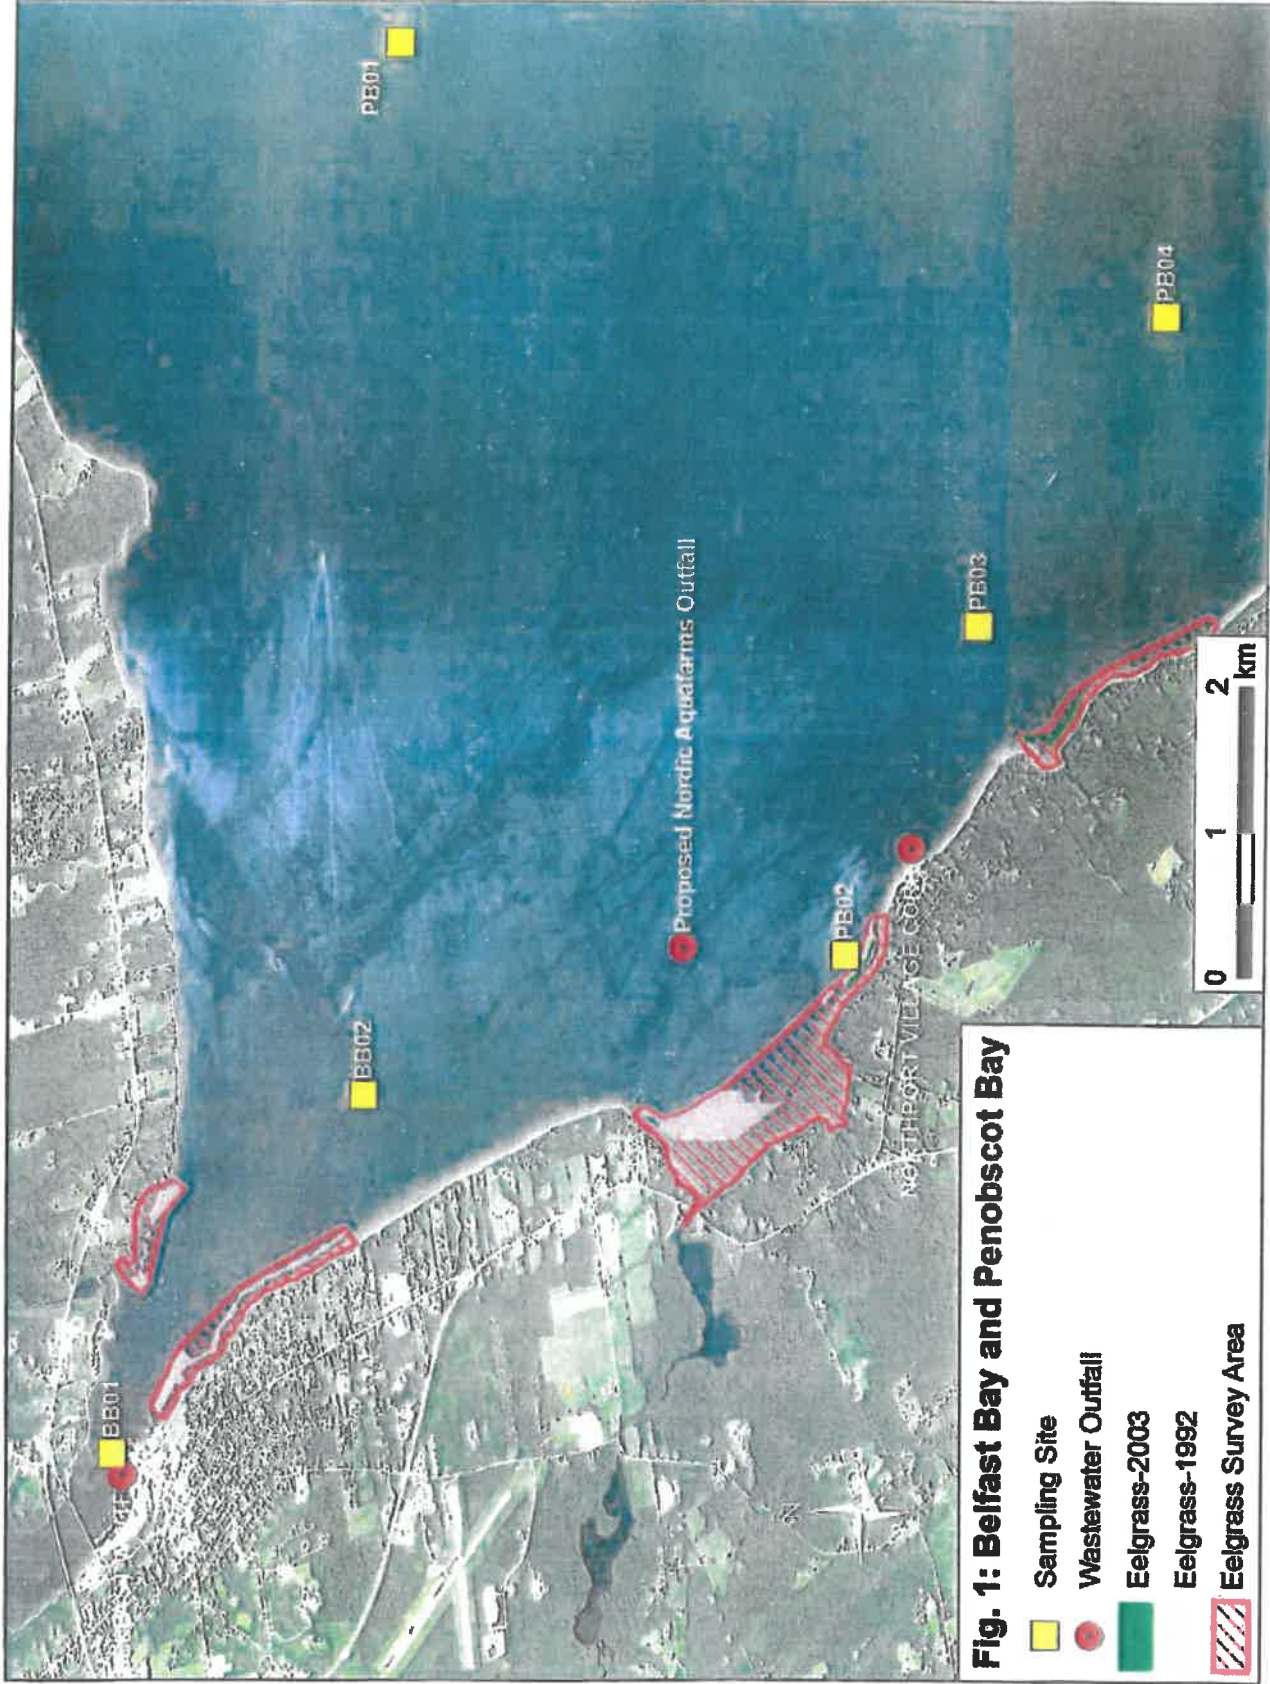 Fig. 1: Belfast Bay and Penobscot Bay
Sampling Site
Wastewater Outfall
Eelgrass-2003
Eelgrass-1992
Eelgrass Survey Area
0 1 2
km
BB01
BB02
PB01
Proposed Nordic Aquafarms Outfall
PB02
NORTHPORT VILLAGE CORP
PB03
PB04
N